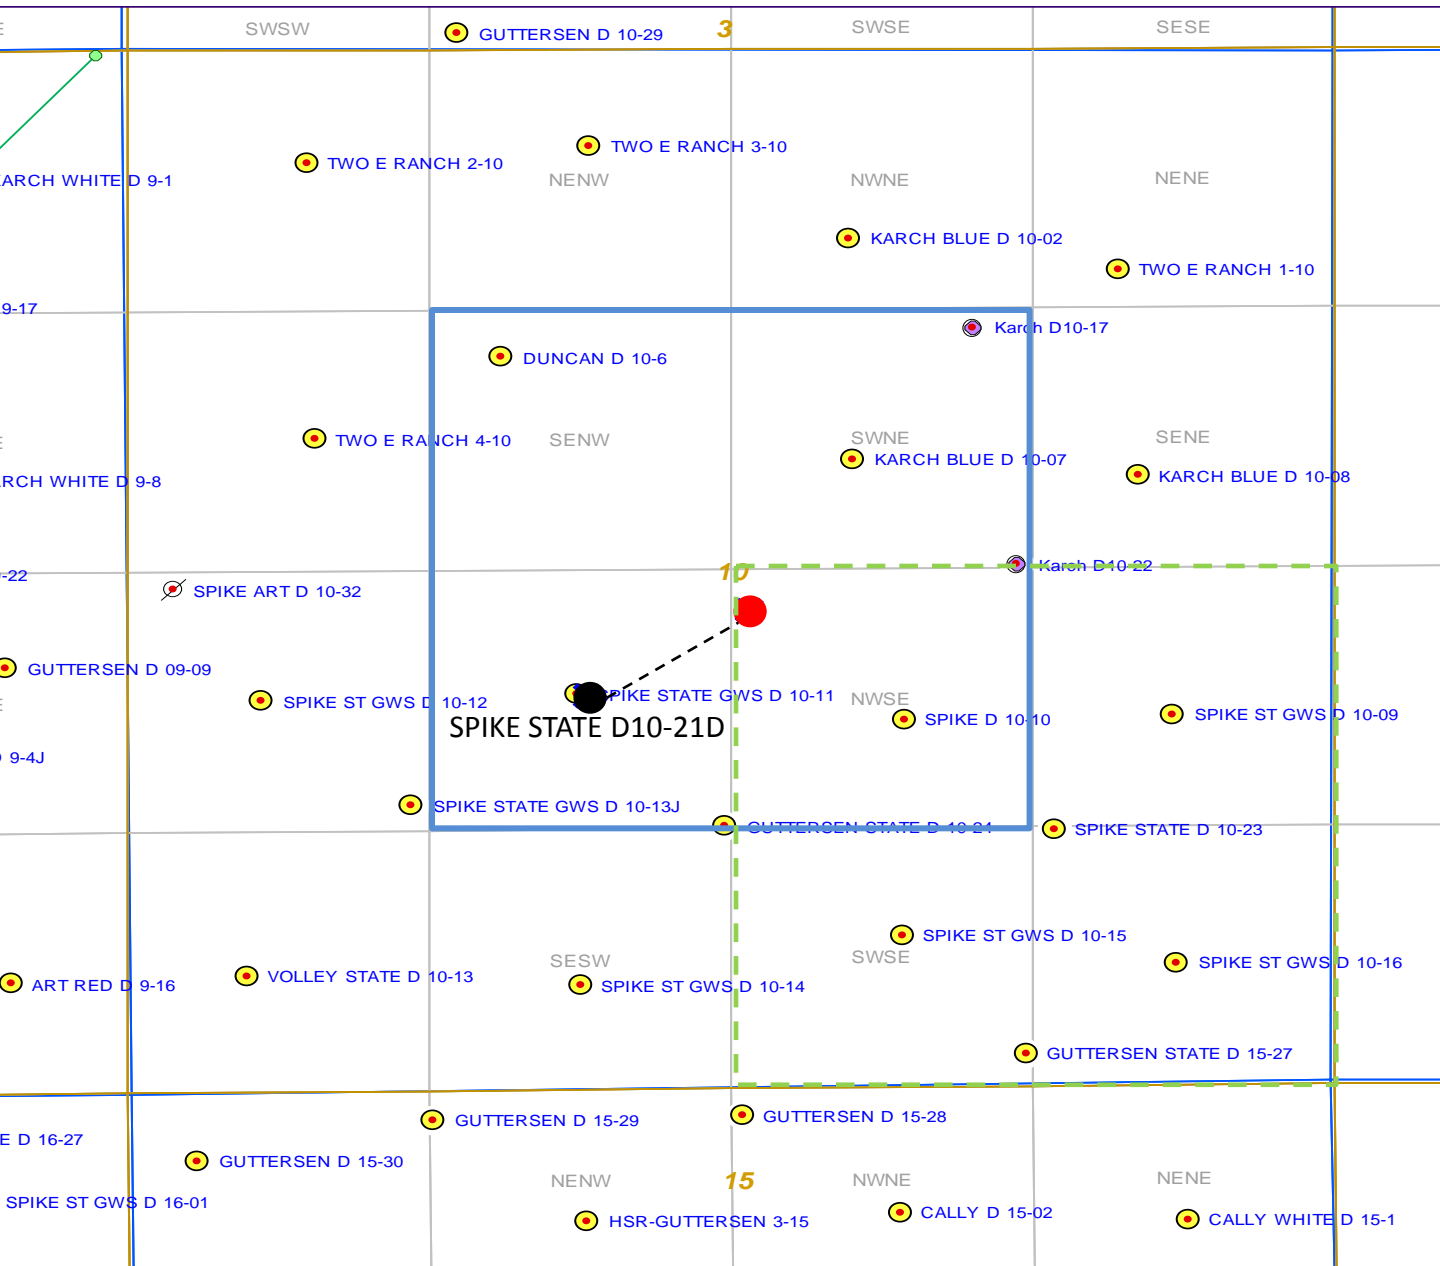 SWSW
GUTTERSEN D 10-29
3
SWSE
SESE
TWO E RANCH 2-10
TWO E RANCH 3-10
ARCH WHITE D 9-1
NENW
NWNE
NENE
KARCH BLUE D 10-02
TWO E RANCH 1-10
9-17
Karch D10-17
DUNCAN D 10-6
TWO E RANCH 4-10
SENW
SWNE
SENE
KARCH BLUE D 10-07
RCH WHITE D 9-8
KARCH BLUE D 10-08
-22
10
Karch D10-22
SPIKE ART D 10-32
GUTTERSEN D 09-09
SPIKE ST GWS D 10-12
SPIKE STATE GWS D 10-11
NWSE
SPIKE D 10-10
SPIKE ST GWS D 10-09
SPIKE STATE D10-21D
9-4J
SPIKE STATE GWS D 10-13J
GUTTERSEN STATE D 10-24
SPIKE STATE D 10-23
SPIKE ST GWS D 10-15
SESW
SWSE
SPIKE ST GWS D 10-16
ART RED D 9-16
VOLLEY STATE D 10-13
SPIKE ST GWS D 10-14
GUTTERSEN STATE D 15-27
GUTTERSEN D 15-29
GUTTERSEN D 15-28
E D 16-27
GUTTERSEN D 15-30
NENW
15
NWNE
NENE
SPIKE ST GWS D 16-01
HSR-GUTTERSEN 3-15
CALLY D 15-02
CALLY WHITE D 15-1